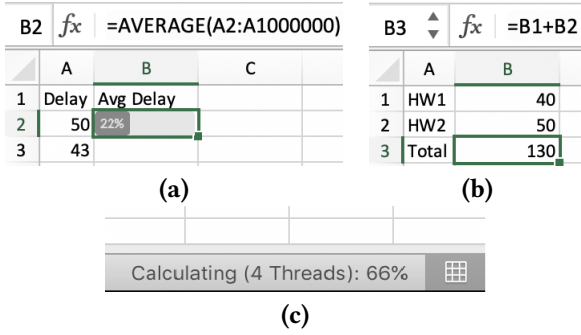 B2 fx =AVERAGE(A2:A1000000)
A B C
1 Delay Avg Delay
2 50 22%
3 43
(a)
B3 fx =B1+B2
A B
1 HW1 40
2 HW2 50
3 Total 130
(b)
Calculating (4 Threads): 66%
(c)